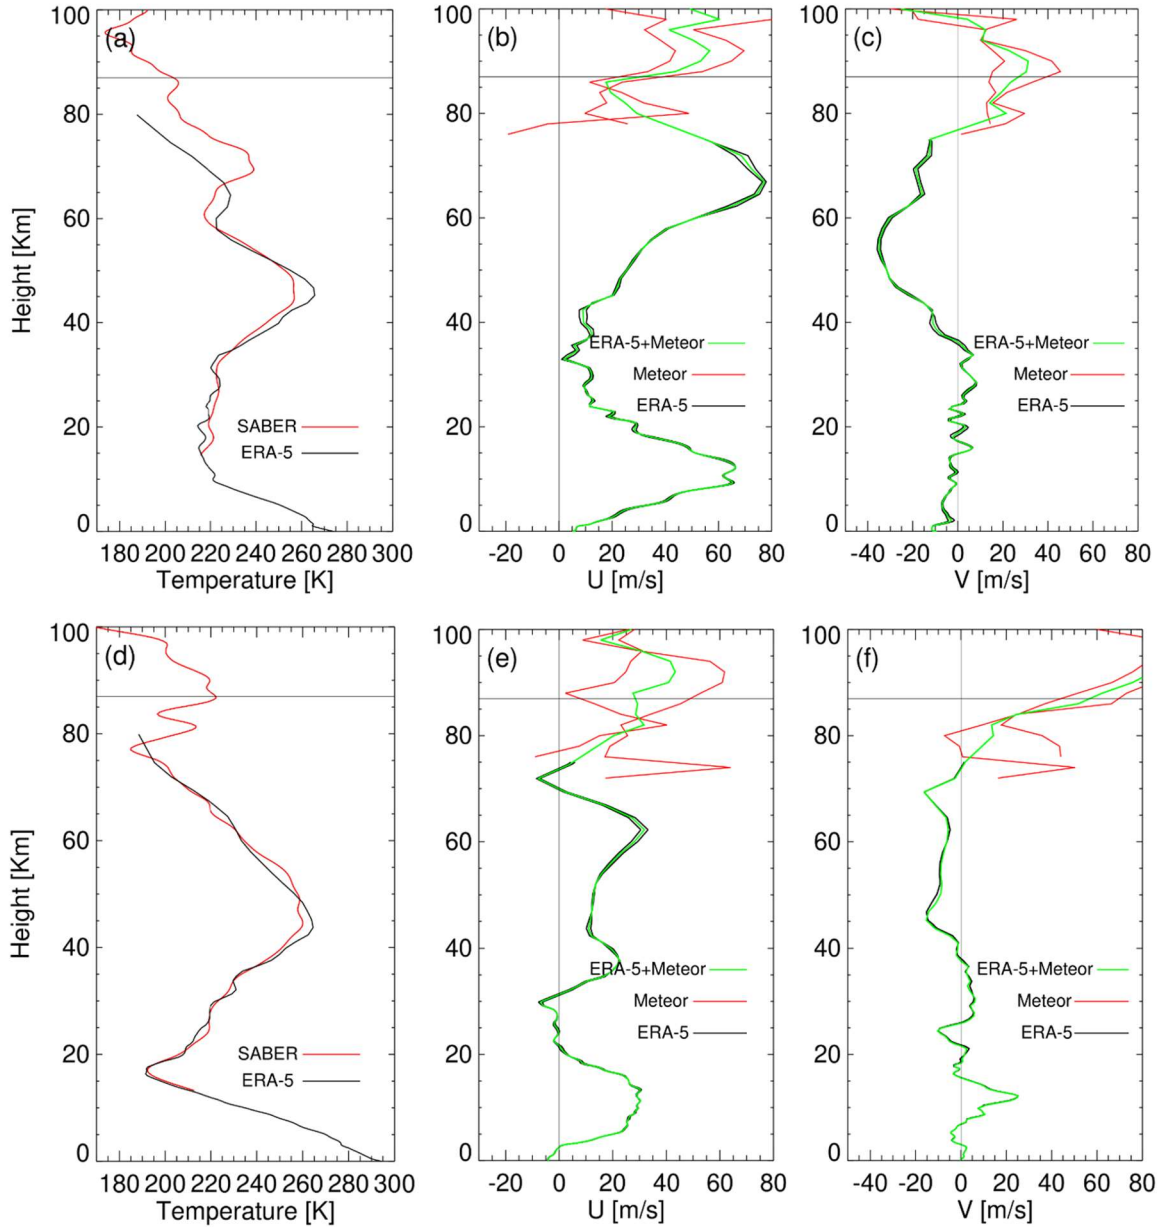 100
80
60
40
20
0
Height [Km]
(a)
SABER
ERA-5
180 200 220 240 260 280 300
Temperature [K]
100
80
60
40
20
0
(b)
ERA-5+Meteor
Meteor
ERA-5
-20 0 20 40 60 80
U [m/s]
100
80
60
40
20
0
(c)
ERA-5+Meteor
Meteor
ERA-5
-40 -20 0 20 40 60 80
V [m/s]
100
80
60
40
20
0
Height [Km]
(d)
SABER
ERA-5
180 200 220 240 260 280 300
Temperature [K]
100
80
60
40
20
0
(e)
ERA-5+Meteor
Meteor
ERA-5
-20 0 20 40 60 80
U [m/s]
100
80
60
40
20
0
(f)
ERA-5+Meteor
Meteor
ERA-5
-40 -20 0 20 40 60 80
V [m/s]